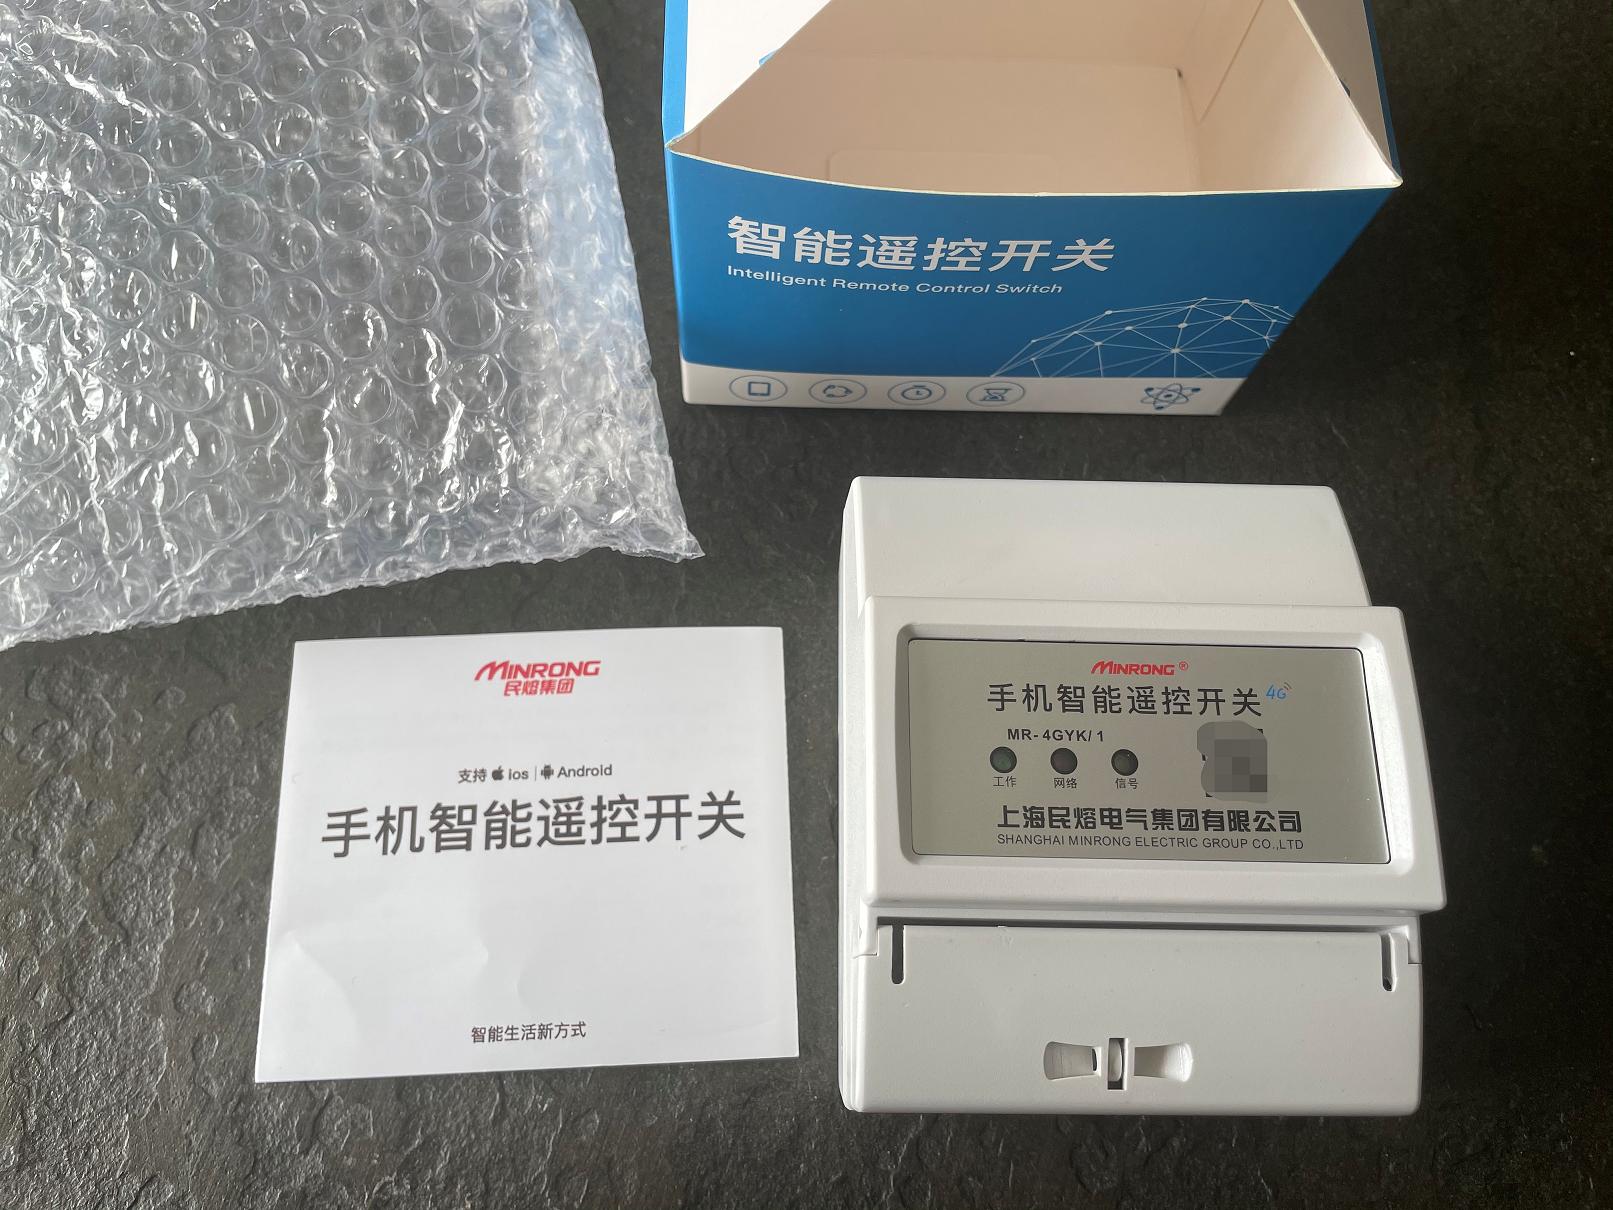 智能遥控开关
Intelligent Remote Control Switch
MINRONG
民熔集团
支持 ios | Android
手机智能遥控开关
智能生活新方式
MINRONG®
手机智能遥控开关 4G
MR-4GYK/1
工作 网络 信号
上海民熔电气集团有限公司
SHANGHAI MINRONG ELECTRIC GROUP CO.,LTD